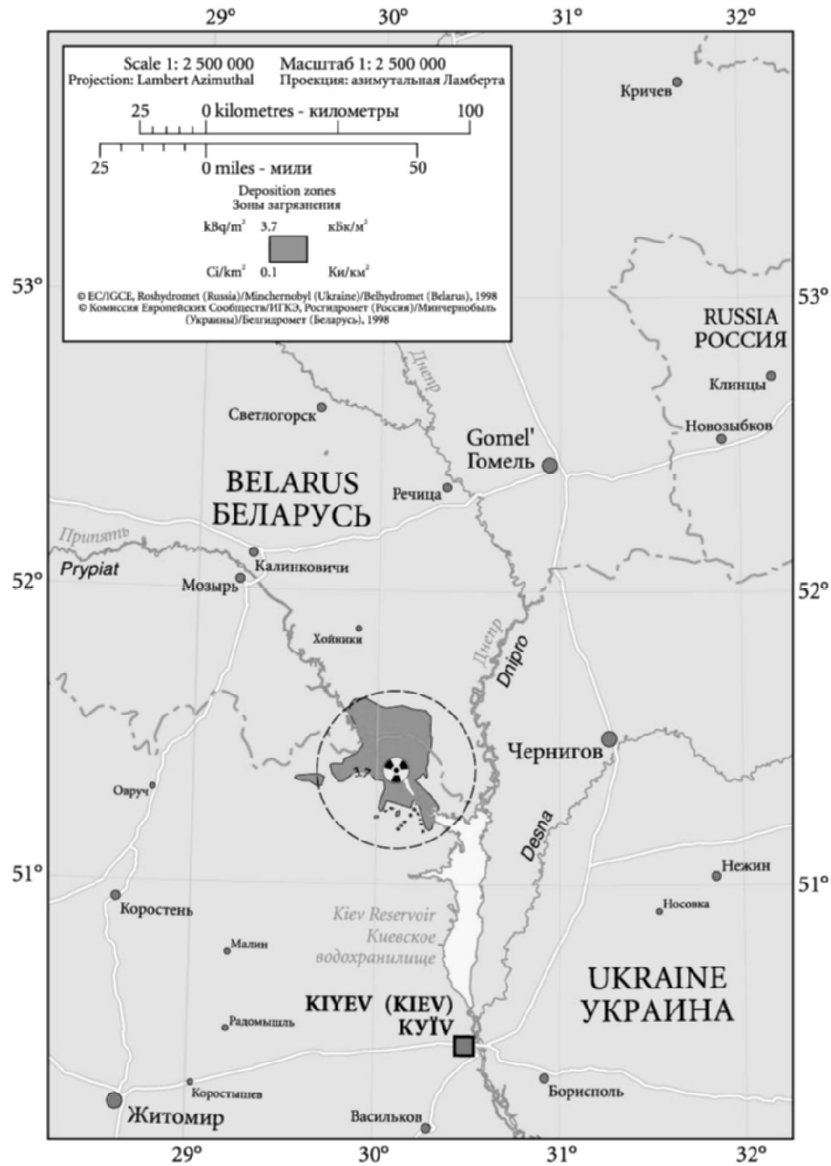 29° 30° 31° 32°
Scale 1: 2 500 000 Масштаб 1: 2 500 000
Projection: Lambert Azimuthal Проекция: азимутальная Ламберта
25 0 kilometres - километры 100
25 0 miles - мили 50
Deposition zones
Зоны загрязнения
kBq/m² 3.7 кБк/м²
Ci/km² 0.1 Ки/км²
© EC/IGCE, Roshydromet (Russia)/Minchernobyl (Ukraine)/Belhydromet (Belarus), 1998
© Комиссия Европейских Сообществ/ИГКЭ, Росгидромет (Россия)/Минчернобыль
(Украины)/Белгидромет (Беларусь), 1998
Кричев
53° 53°
RUSSIA
РОССИЯ
Днепр
Клинцы
Светлогорск
Новозыбков
Gomel'
Гомель
BELARUS
БЕЛАРУСЬ
Речица
Припять
Prypiat
Калинковичи
Мозырь
52° 52°
Хойники
Днепр
Dnipro
Чернигов
3.7
Овруч
Desna
51° 51°
Нежин
Коростень
Носовка
Kiev Reservoir
Киевское
водохранилище
Малин
UKRAINE
УКРАИНА
KIYEV (KIEV)
КУЇV
Радомышль
Коростышев
Борисполь
Житомир
Васильков
29° 30° 31° 32°